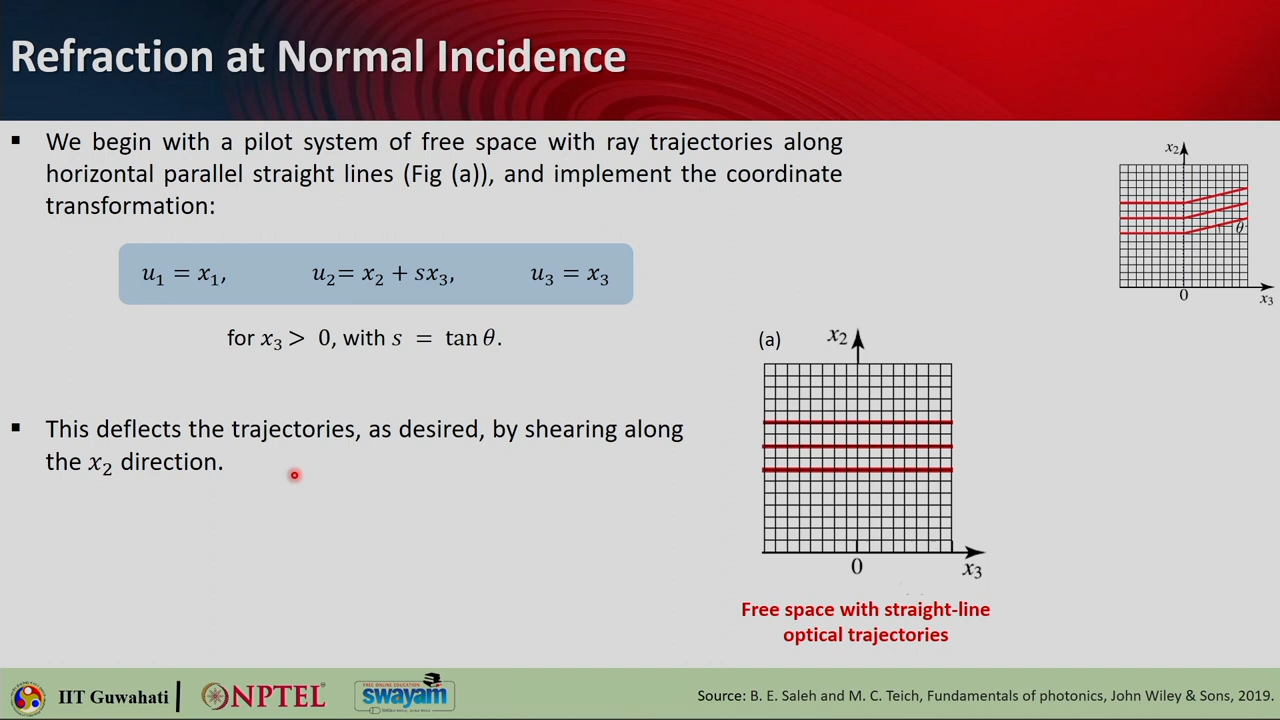 Refraction at Normal Incidence
▪ We begin with a pilot system of free space with ray trajectories along
horizontal parallel straight lines (Fig (a)), and implement the coordinate
transformation:
u₁ = x₁, u₂= x₂ + sx₃, u₃ = x₃
for x₃ > 0, with s = tan θ.
▪ This deflects the trajectories, as desired, by shearing along
the x₂ direction.
x₂
θ
0
x₃
(a)
x₂
0
x₃
Free space with straight-line
optical trajectories
IIT Guwahati
NPTEL
FREE ONLINE EDUCATION
swayam
Source: B. E. Saleh and M. C. Teich, Fundamentals of photonics, John Wiley & Sons, 2019.